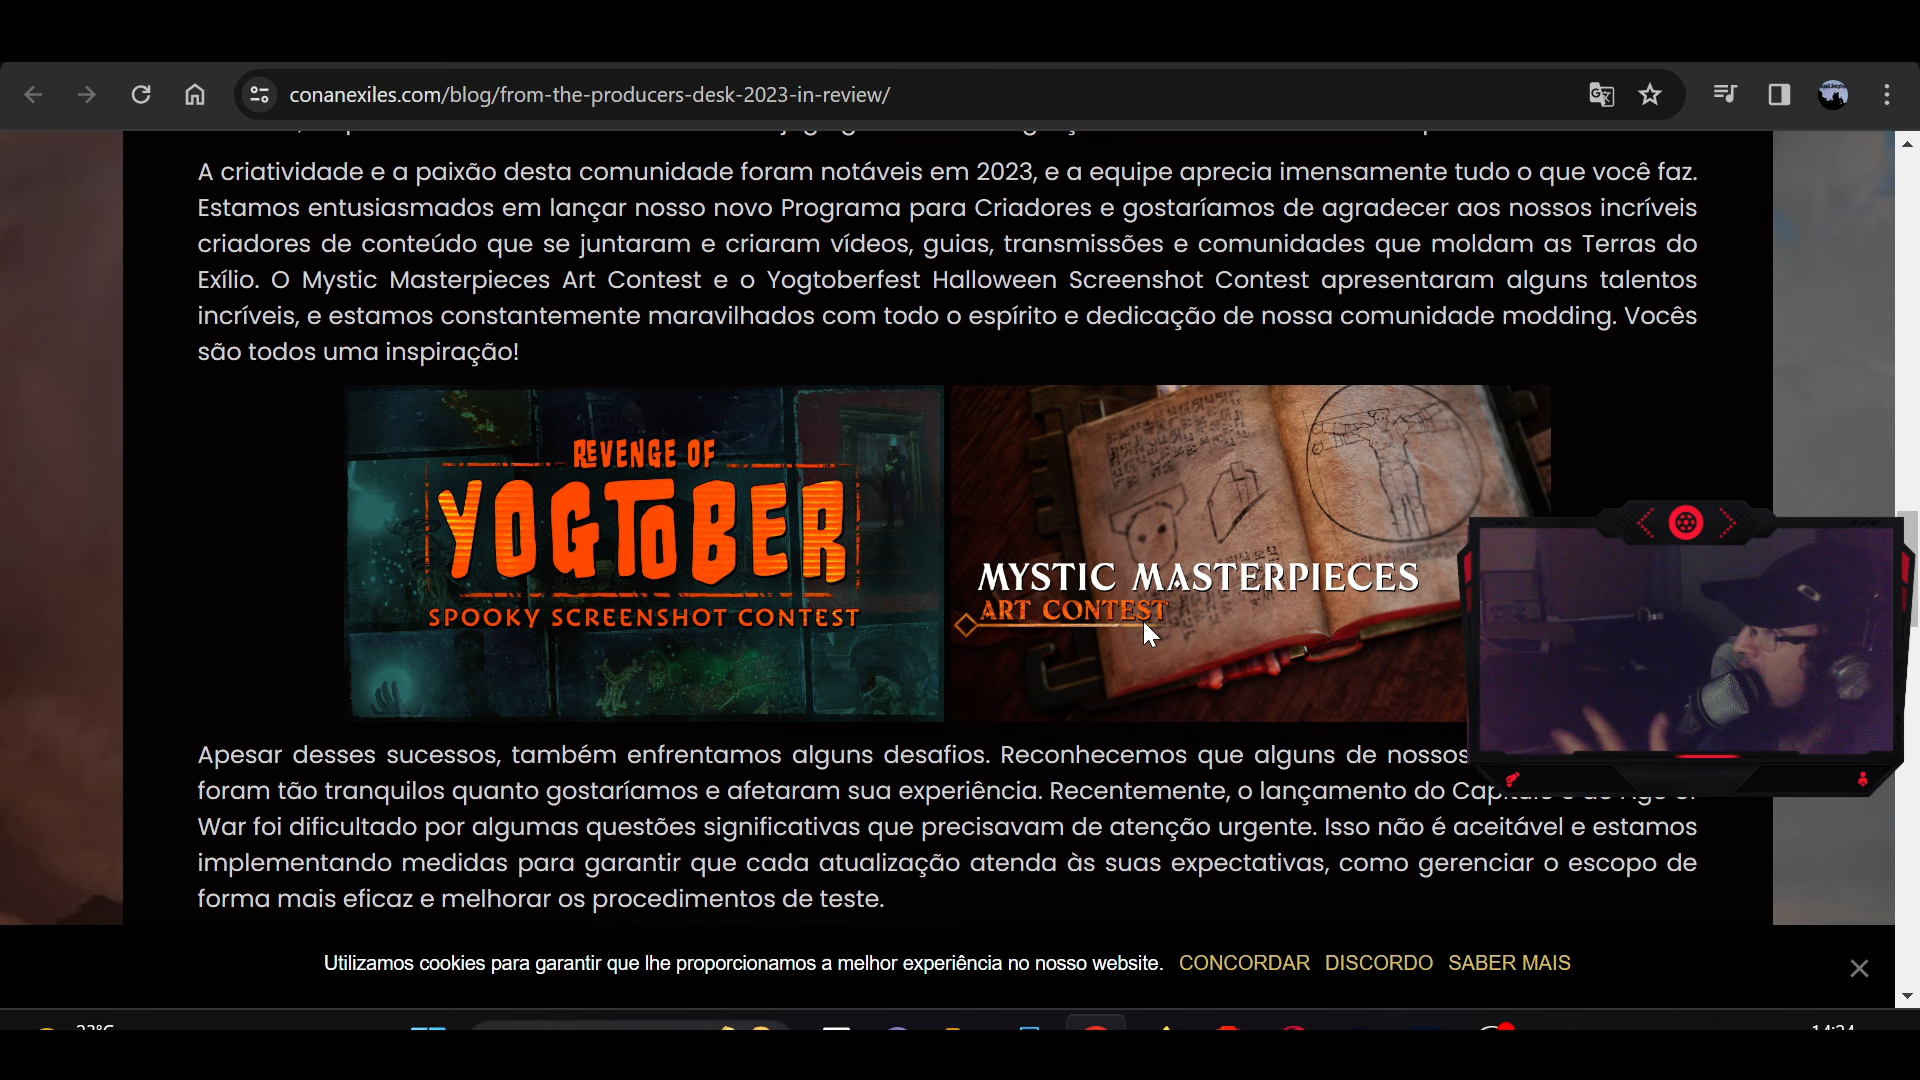 conanexiles.com/blog/from-the-producers-desk-2023-in-review/
A criatividade e a paixão desta comunidade foram notáveis em 2023, e a equipe aprecia imensamente tudo o que você faz.
Estamos entusiasmados em lançar nosso novo Programa para Criadores e gostaríamos de agradecer aos nossos incríveis
criadores de conteúdo que se juntaram e criaram vídeos, guias, transmissões e comunidades que moldam as Terras do
Exílio. O Mystic Masterpieces Art Contest e o Yogtoberfest Halloween Screenshot Contest apresentaram alguns talentos
incríveis, e estamos constantemente maravilhados com todo o espírito e dedicação de nossa comunidade modding. Vocês
são todos uma inspiração!
REVENGE OF
YOGTOBER
SPOOKY SCREENSHOT CONTEST
MYSTIC MASTERPIECES
ART CONTEST
Apesar desses sucessos, também enfrentamos alguns desafios. Reconhecemos que alguns de nossos
foram tão tranquilos quanto gostaríamos e afetaram sua experiência. Recentemente, o lançamento do
War foi dificultado por algumas questões significativas que precisavam de atenção urgente. Isso não é aceitável e estamos
implementando medidas para garantir que cada atualização atenda às suas expectativas, como gerenciar o escopo de
forma mais eficaz e melhorar os procedimentos de teste.
Utilizamos cookies para garantir que lhe proporcionamos a melhor experiência no nosso website. CONCORDAR DISCORDO SABER MAIS